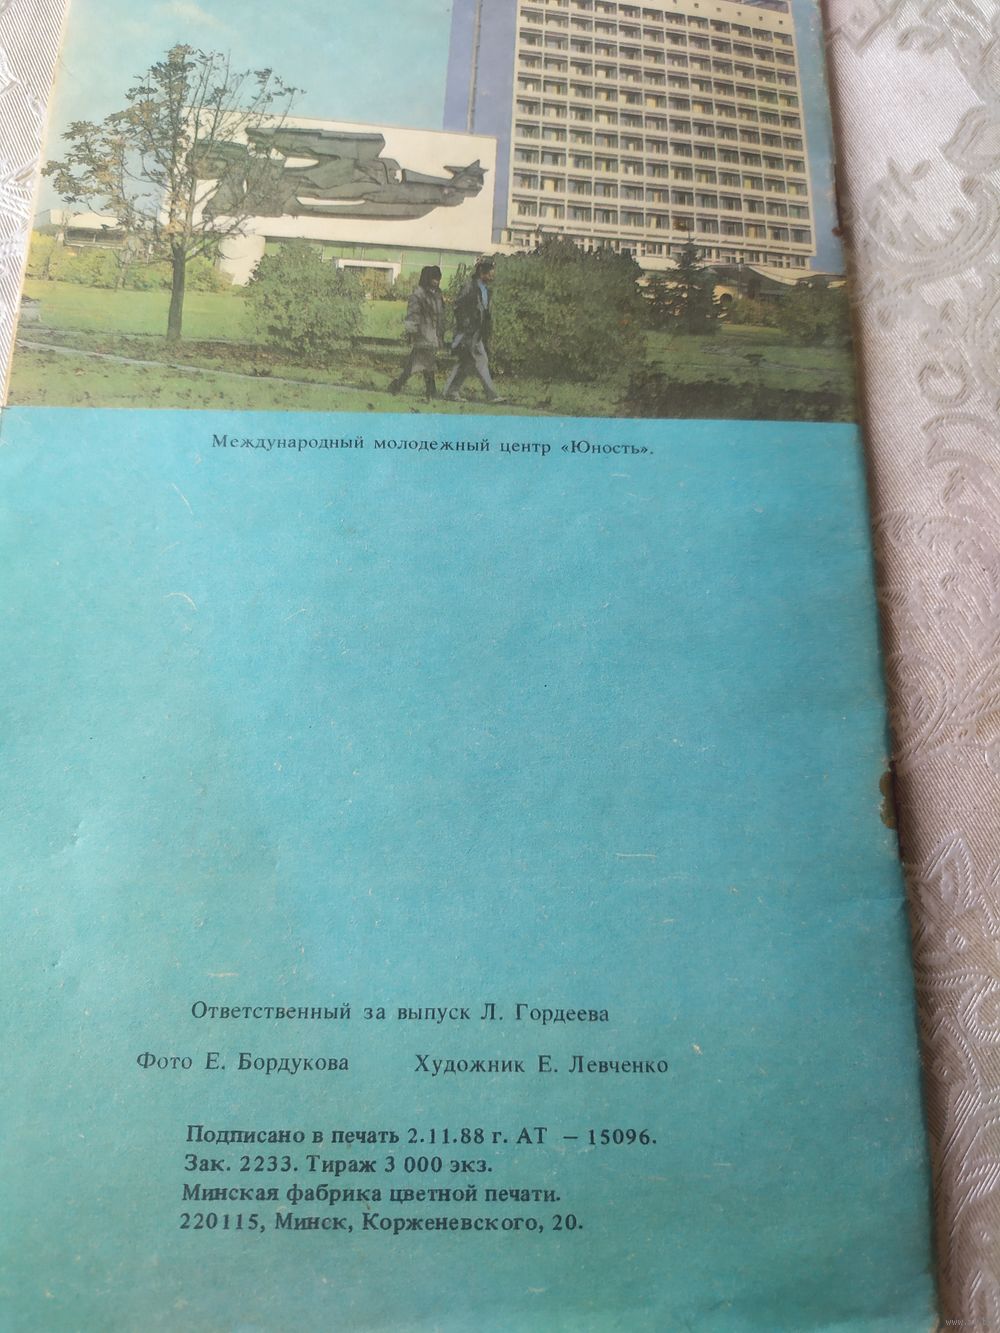 Международный молодежный центр «Юность».
Ответственный за выпуск Л. Гордеева
Фото Е. Бордукова Художник Е. Левченко
Подписано в печать 2.11.88 г. АТ – 15096.
Зак. 2233. Тираж 3 000 экз.
Минская фабрика цветной печати.
220115, Минск, Корженевского, 20.